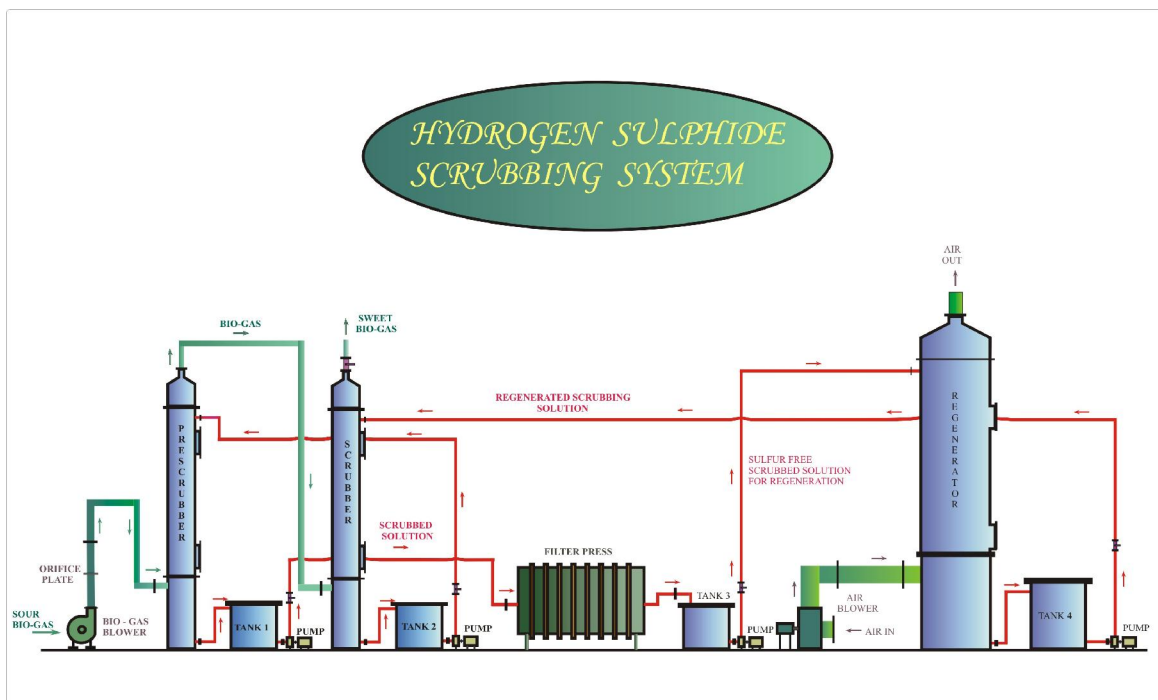 HYDROGEN SULPHIDE
SCRUBBING SYSTEM
AIR
OUT
BIO-GAS
SWEET
BIO-GAS
REGENERATED SCRUBBING
SOLUTION
PRESCRUBBER
SCRUBBER
REGENERATOR
SULFUR FREE
SCRUBBED SOLUTION
FOR REGENERATION
SCRUBBED
SOLUTION
FILTER PRESS
ORIFICE
PLATE
SOUR
BIO-GAS
BIO - GAS
BLOWER
TANK 1
PUMP
TANK 2
PUMP
TANK 3
PUMP
AIR
BLOWER
AIR IN
TANK 4
PUMP